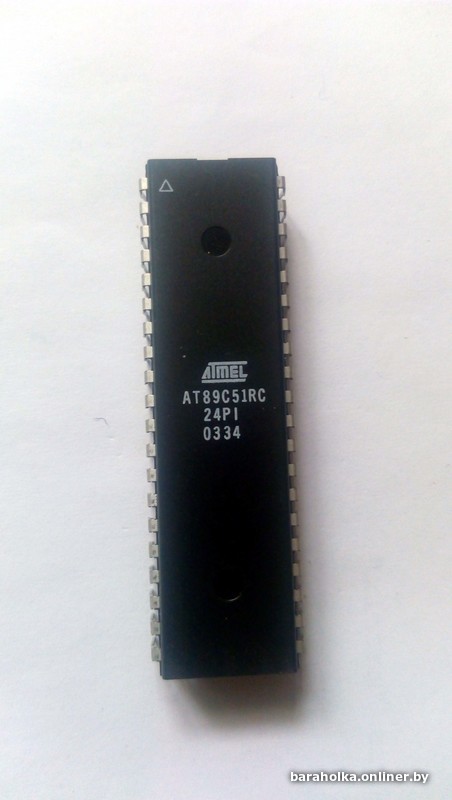 ATMEL
AT89C51RC
24PI
0334
baraholka.onliner.by